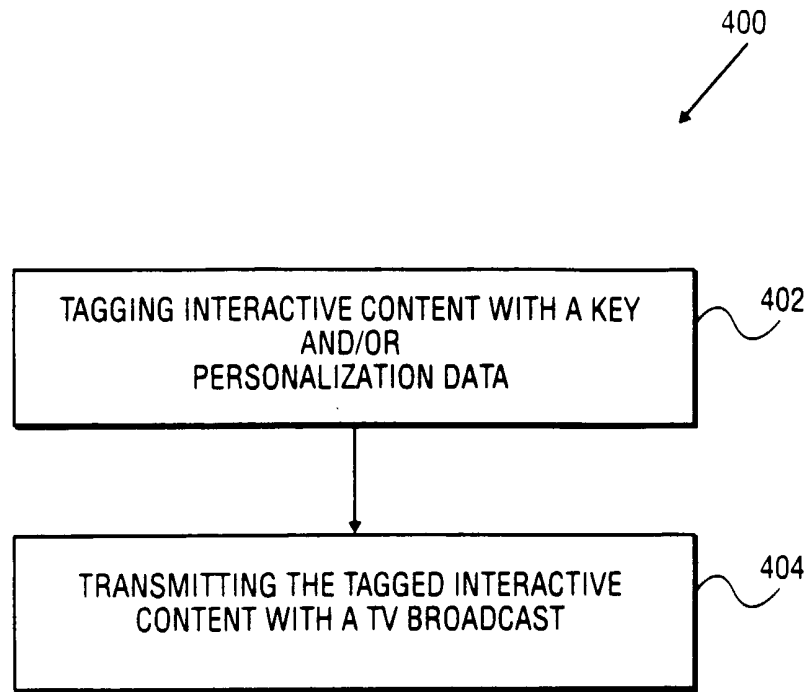 400
TAGGING INTERACTIVE CONTENT WITH A KEY
AND/OR
PERSONALIZATION DATA
402
TRANSMITTING THE TAGGED INTERACTIVE
CONTENT WITH A TV BROADCAST
404